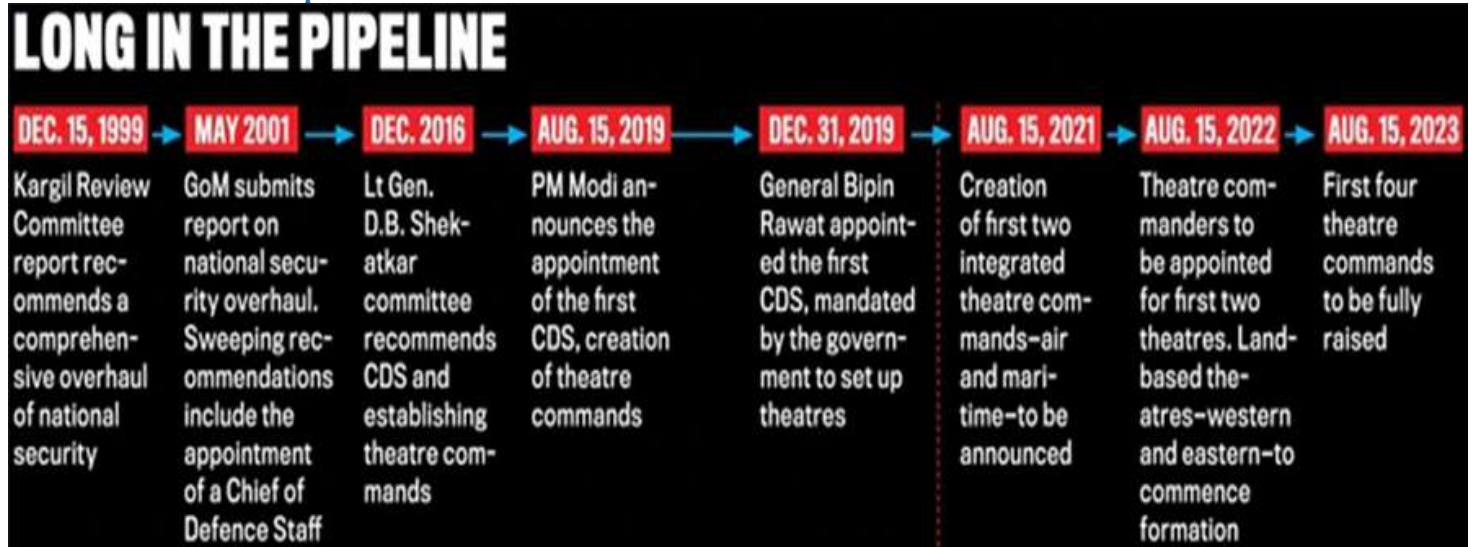 LONG IN THE PIPELINE
DEC. 15, 1999
Kargil Review
Committee
report rec-
ommends a
comprehen-
sive overhaul
of national
security
MAY 2001
GoM submits
report on
national secu-
rity overhaul.
Sweeping rec-
ommendations
include the
appointment
of a Chief of
Defence Staff
DEC. 2016
Lt Gen.
D.B. Shek-
atkar
committee
recommends
CDS and
establishing
theatre com-
mands
AUG. 15, 2019
PM Modi an-
nounces the
appointment
of the first
CDS, creation
of theatre
commands
DEC. 31, 2019
General Bipin
Rawat appoint-
ed the first
CDS, mandated
by the govern-
ment to set up
theatres
AUG. 15, 2021
Creation
of first two
integrated
theatre com-
mands–air
and mari-
time–to be
announced
AUG. 15, 2022
Theatre com-
manders to
be appointed
for first two
theatres. Land-
based the-
atres–western
and eastern–to
commence
formation
AUG. 15, 2023
First four
theatre
commands
to be fully
raised